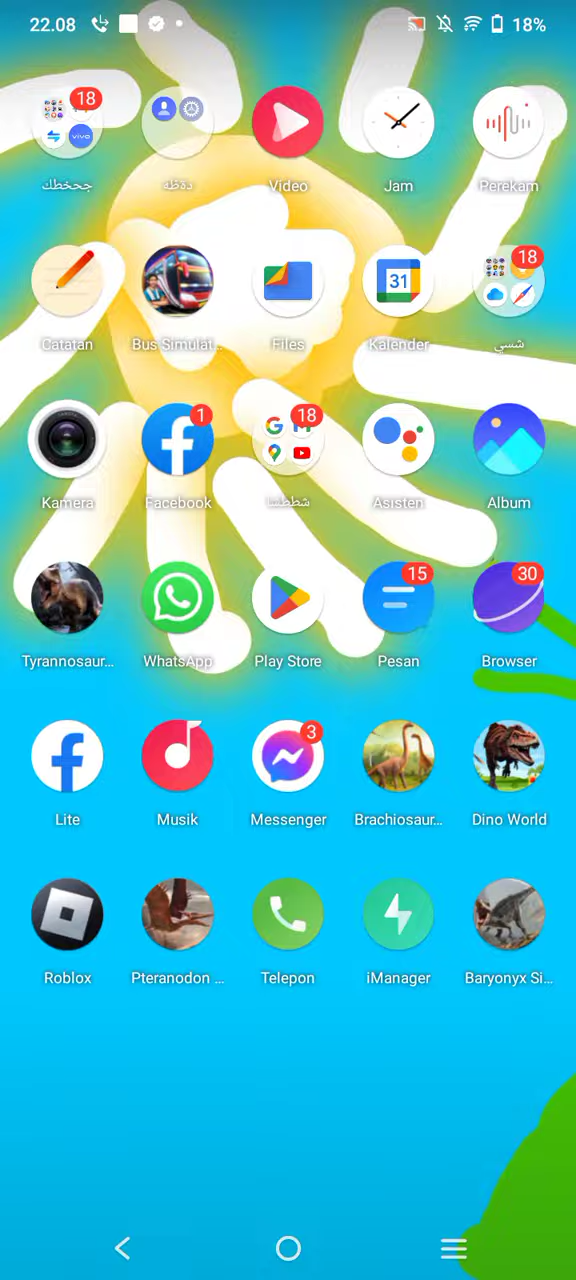 22.08 18%
18
vivo
جحخطك
دةظه
Video
Jam
Perekam
31 18
Catatan
Bus Simulat...
Files
Kalender
شسي
1 18
Kamera
Facebook
Asisten
Album
15 30
Tyrannosaur...
WhatsApp
Play Store
Pesan
Browser
3
Lite
Musik
Messenger
Brachiosaur...
Dino World
Roblox
Pteranodon ...
Telepon
iManager
Baryonyx Si...